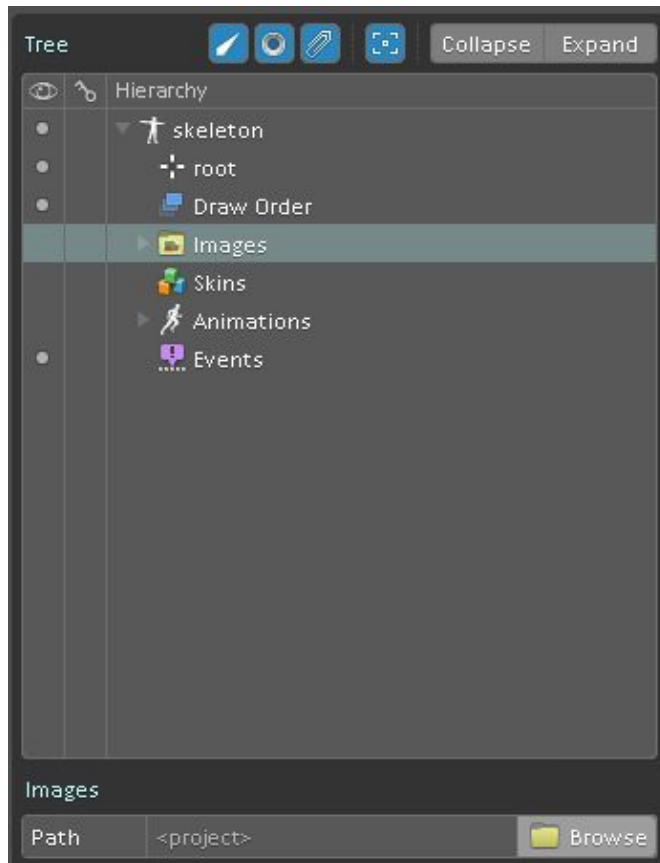 Tree Collapse Expand
Hierarchy
skeleton
root
Draw Order
Images
Skins
Animations
Events
Images
Path <project> Browse